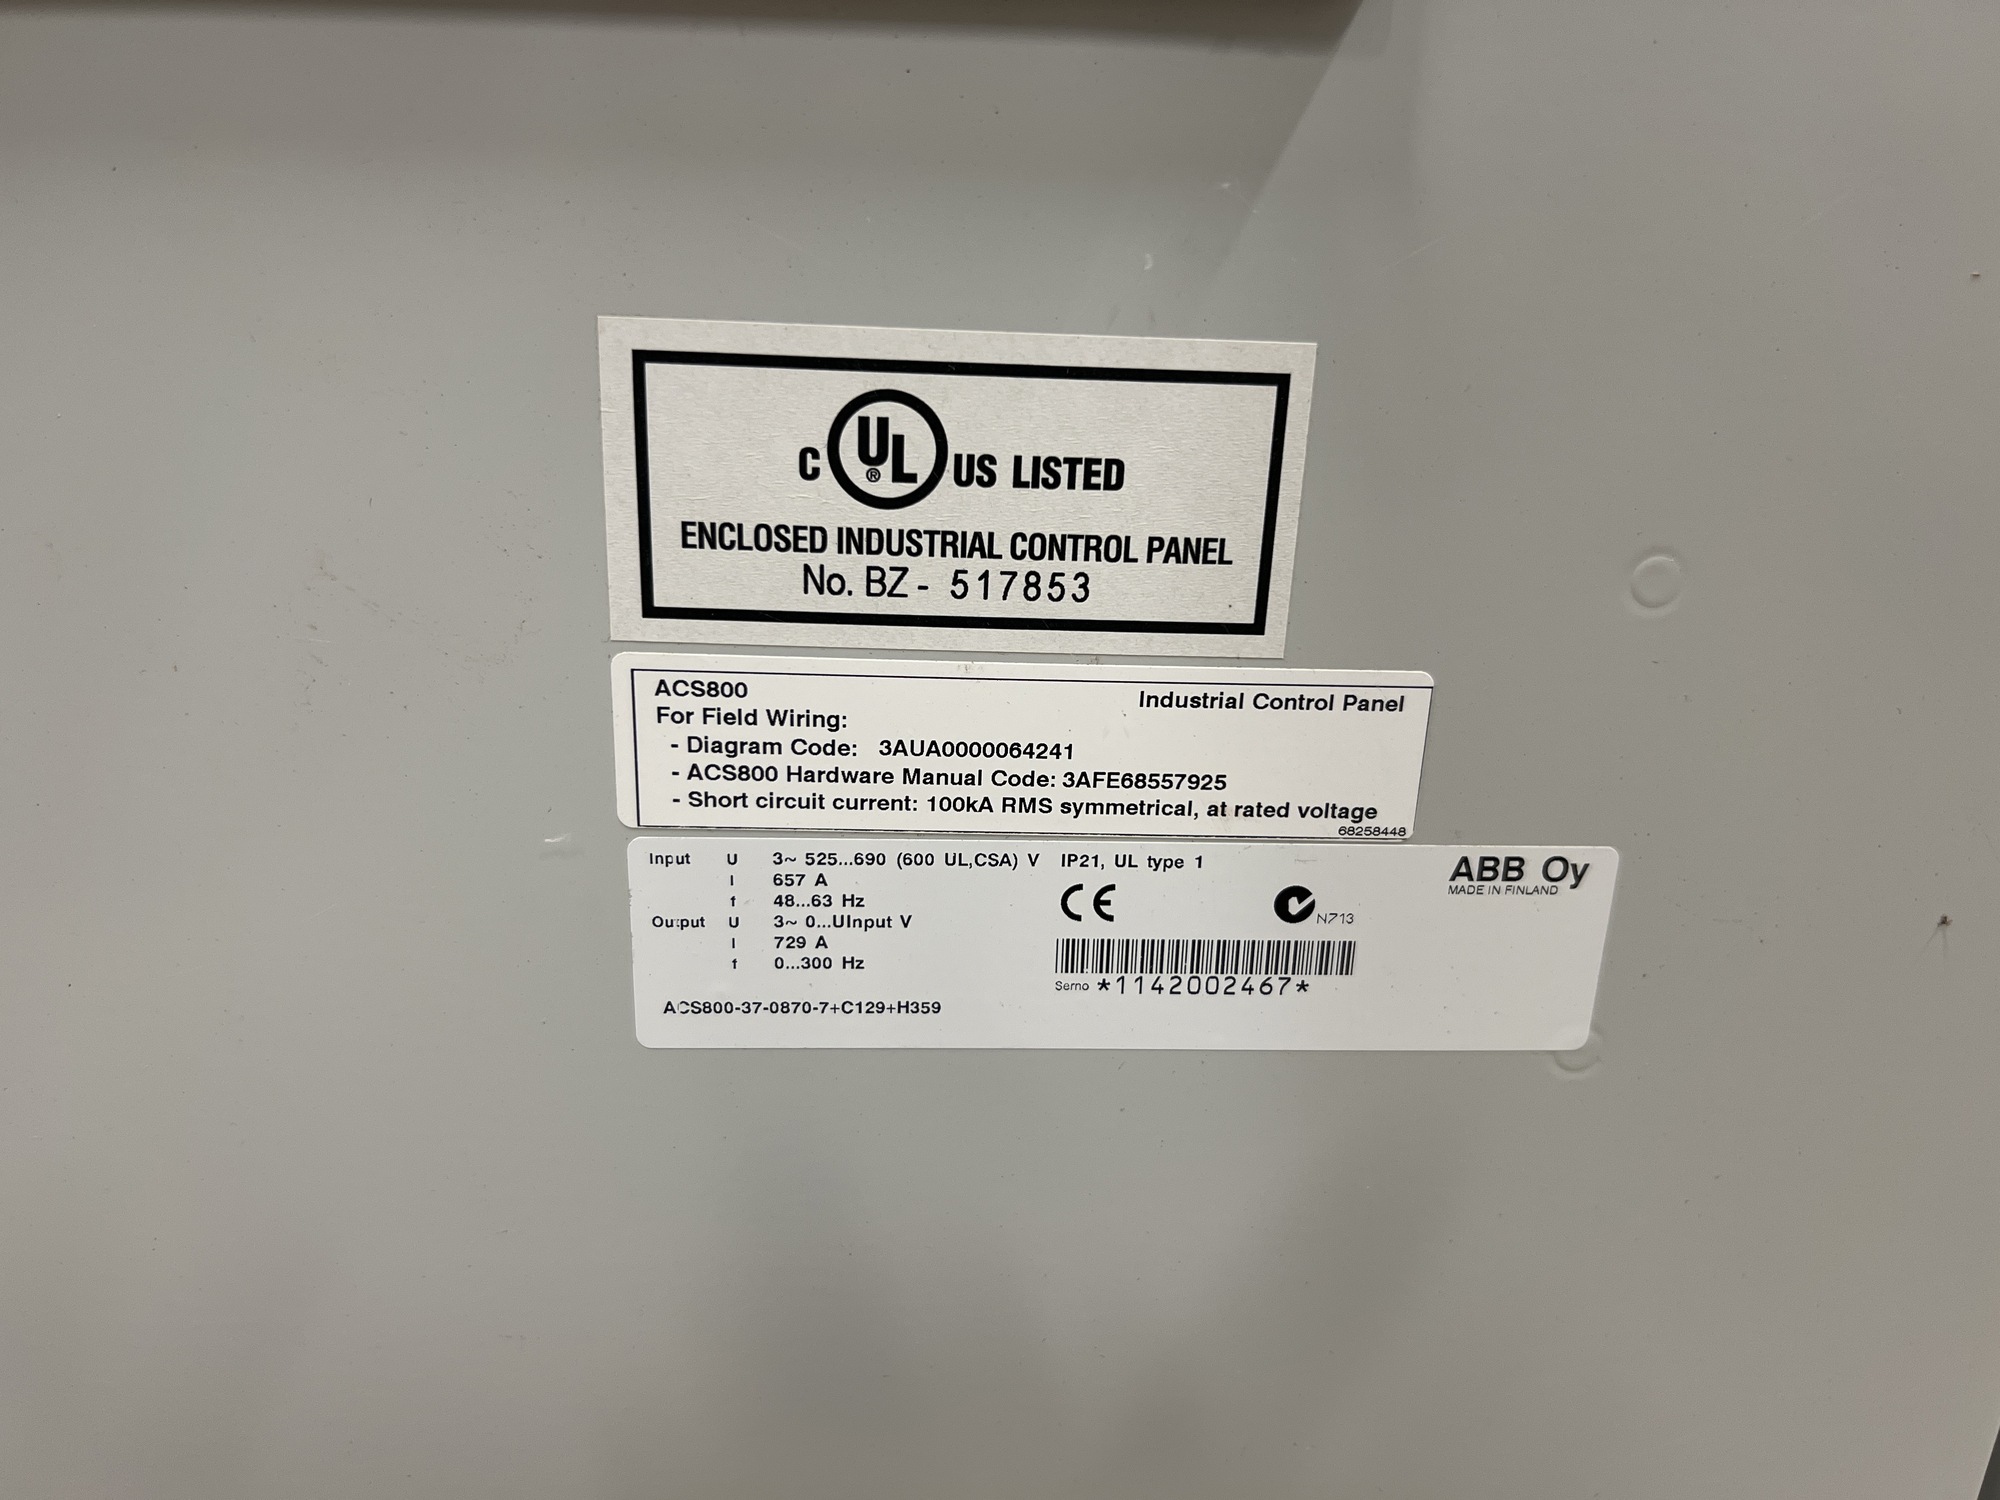 C UL® US LISTED
ENCLOSED INDUSTRIAL CONTROL PANEL
No. BZ - 517853
ACS800 Industrial Control Panel
For Field Wiring:
- Diagram Code: 3AUA0000064241
- ACS800 Hardware Manual Code: 3AFE68557925
- Short circuit current: 100kA RMS symmetrical, at rated voltage
68258448
Input U 3~ 525...690 (600 UL,CSA) V IP21, UL type 1
I 657 A
f 48...63 Hz
Output U 3~ 0...UInput V
I 729 A
f 0...300 Hz
ACS800-37-0870-7+C129+H359
CE
N713
Serno *1142002467*
ABB Oy
MADE IN FINLAND